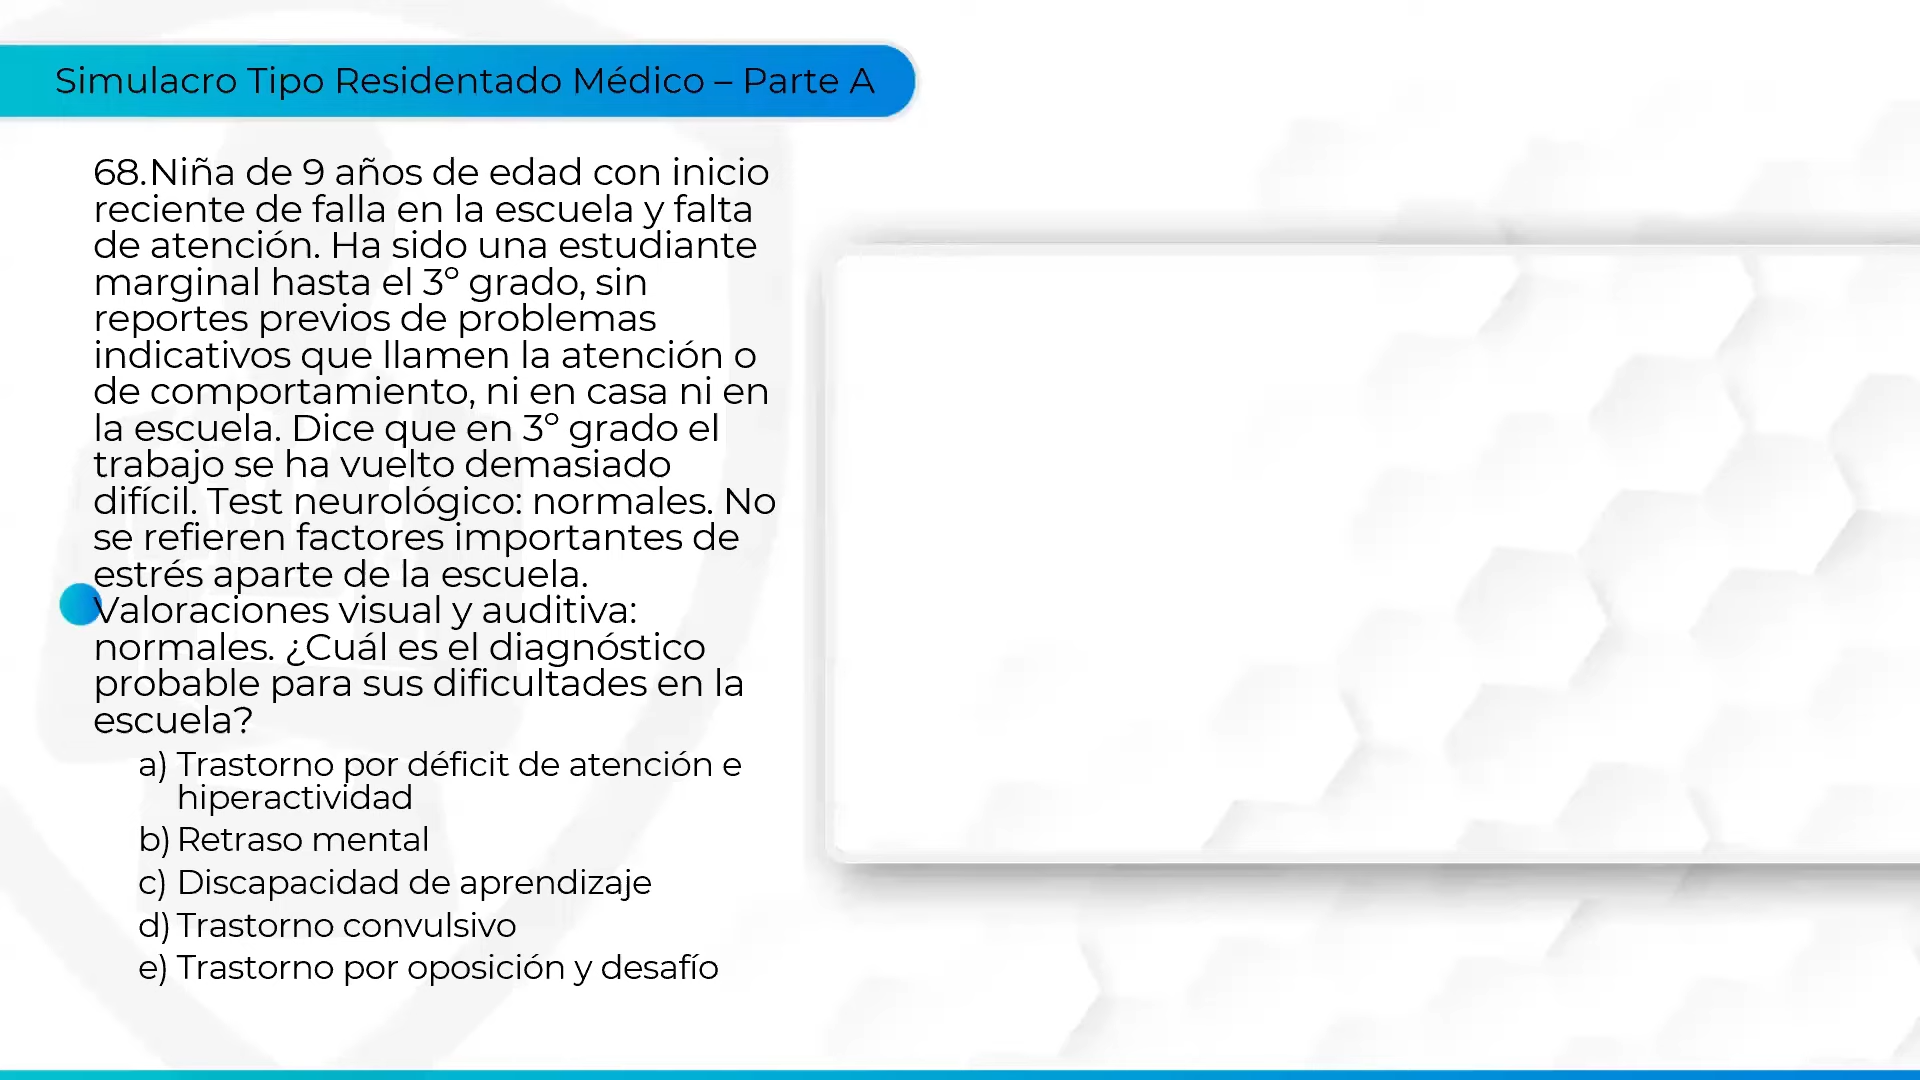 Simulacro Tipo Residentado Médico – Parte A
68.Niña de 9 años de edad con inicio
reciente de falla en la escuela y falta
de atención. Ha sido una estudiante
marginal hasta el 3º grado, sin
reportes previos de problemas
indicativos que llamen la atención o
de comportamiento, ni en casa ni en
la escuela. Dice que en 3º grado el
trabajo se ha vuelto demasiado
difícil. Test neurológico: normales. No
se refieren factores importantes de
estrés aparte de la escuela.
Valoraciones visual y auditiva:
normales. ¿Cuál es el diagnóstico
probable para sus dificultades en la
escuela?
a) Trastorno por déficit de atención e
hiperactividad
b) Retraso mental
c) Discapacidad de aprendizaje
d) Trastorno convulsivo
e) Trastorno por oposición y desafío